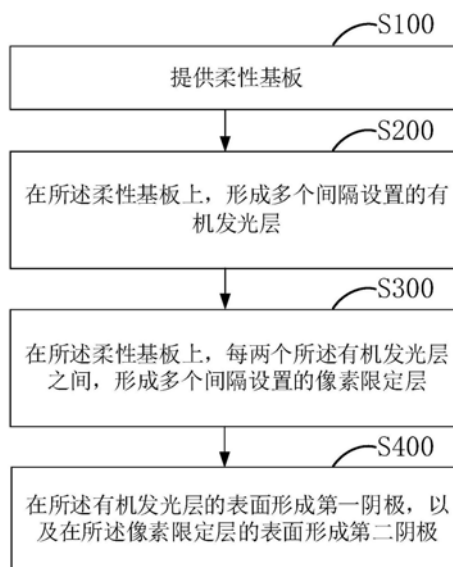 S100
提供柔性基板
S200
在所述柔性基板上，形成多个间隔设置的有
机发光层
S300
在所述柔性基板上，每两个所述有机发光层
之间，形成多个间隔设置的像素限定层
S400
在所述有机发光层的表面形成第一阴极，以
及在所述像素限定层的表面形成第二阴极